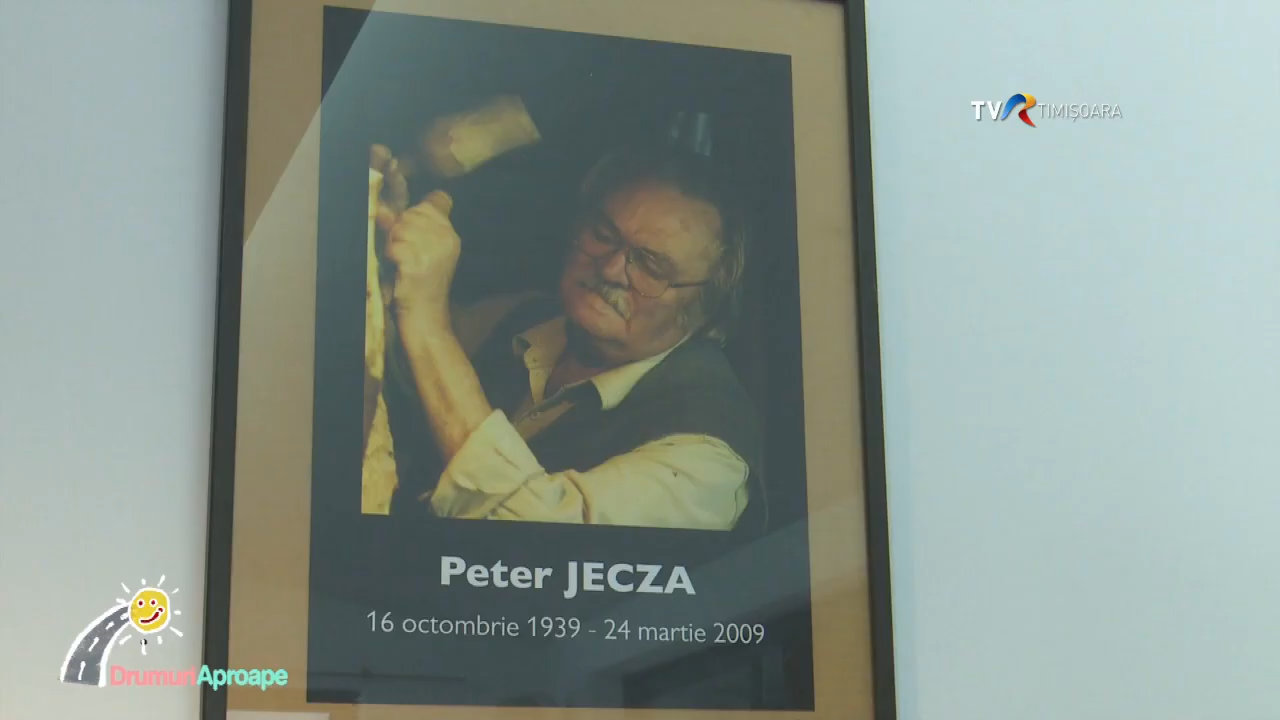 TVR TIMIȘOARA
Peter JECZA
16 octombrie 1939 - 24 martie 2009
DrumuriAproape